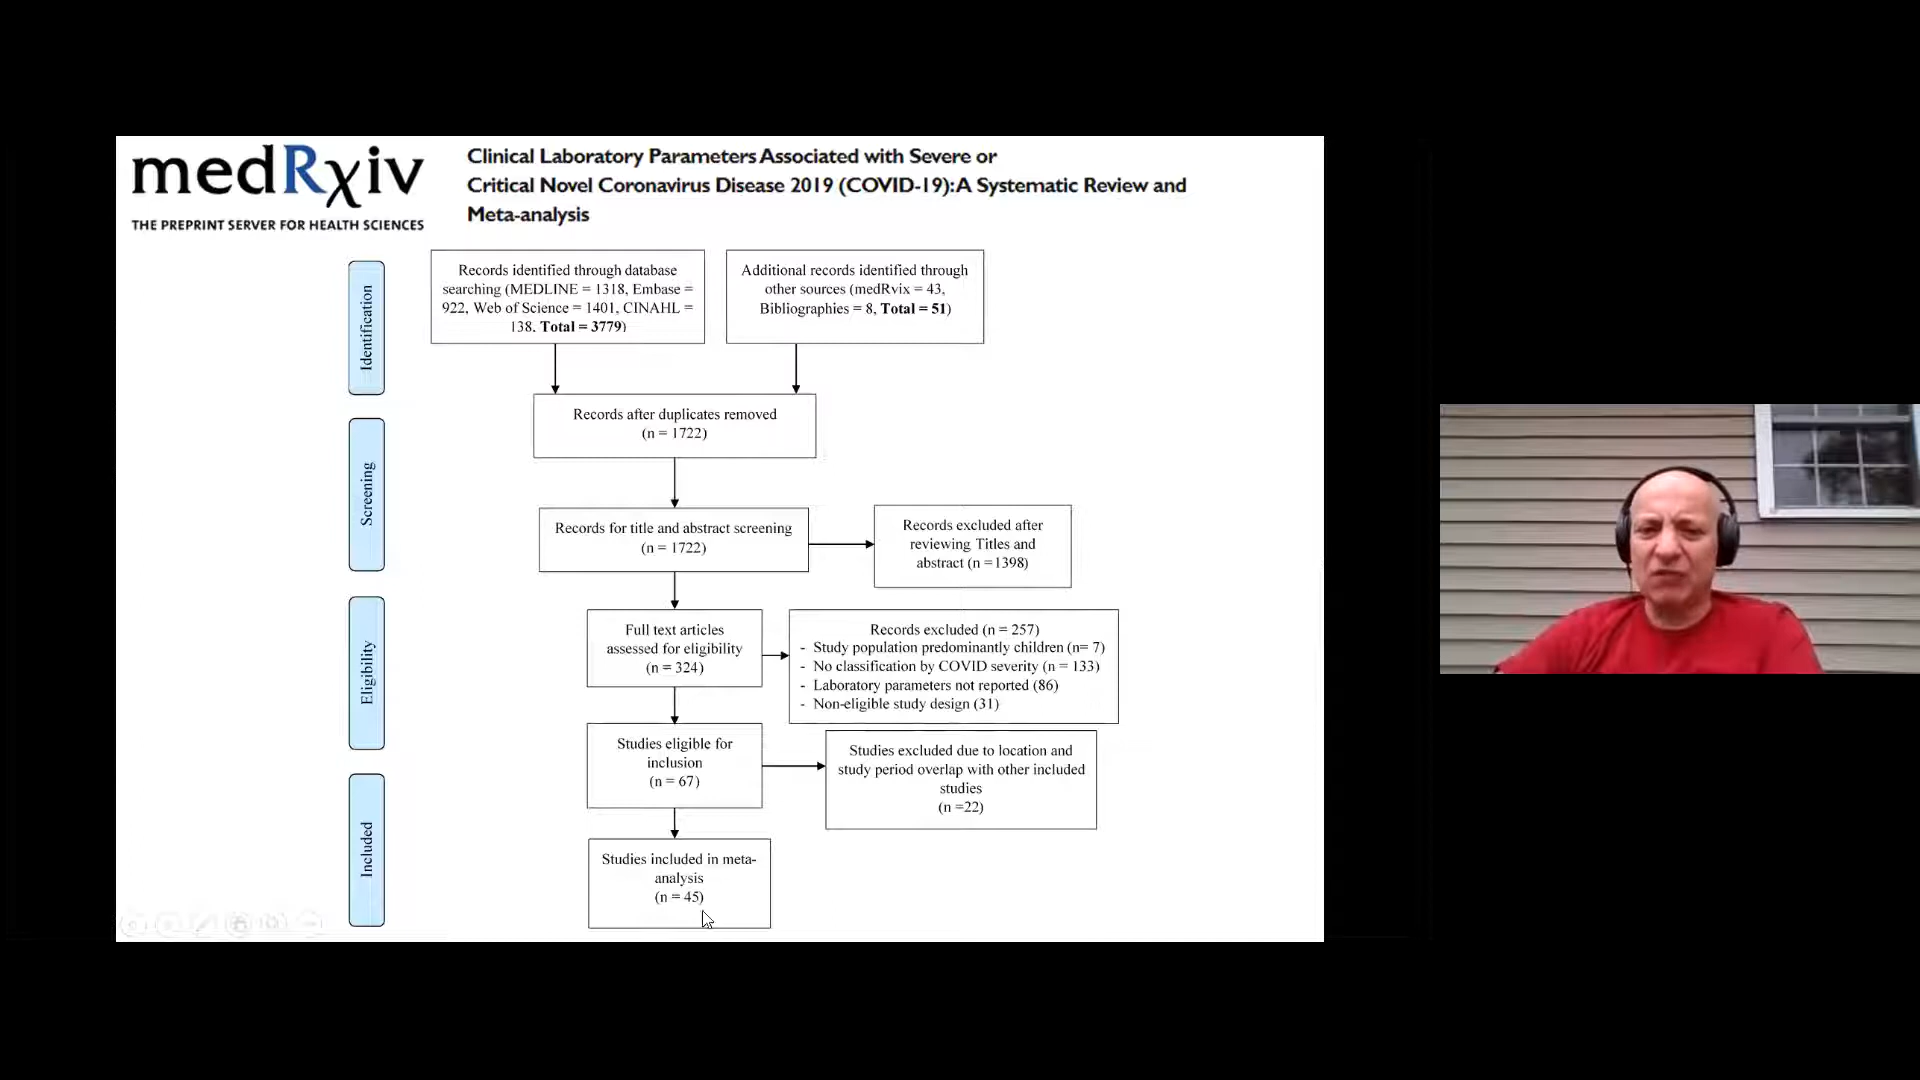 medRχiv
THE PREPRINT SERVER FOR HEALTH SCIENCES
Clinical Laboratory Parameters Associated with Severe or
Critical Novel Coronavirus Disease 2019 (COVID-19): A Systematic Review and
Meta-analysis
Identification
Records identified through database
searching (MEDLINE = 1318, Embase =
922, Web of Science = 1401, CINAHL =
138, Total = 3779)
Additional records identified through
other sources (medRvix = 43,
Bibliographies = 8, Total = 51)
Records after duplicates removed
(n = 1722)
Screening
Records for title and abstract screening
(n = 1722)
Records excluded after
reviewing Titles and
abstract (n =1398)
Eligibility
Full text articles
assessed for eligibility
(n = 324)
Records excluded (n = 257)
- Study population predominantly children (n= 7)
- No classification by COVID severity (n = 133)
- Laboratory parameters not reported (86)
- Non-eligible study design (31)
Studies eligible for
inclusion
(n = 67)
Studies excluded due to location and
study period overlap with other included
studies
(n =22)
Included
Studies included in meta-
analysis
(n = 45)